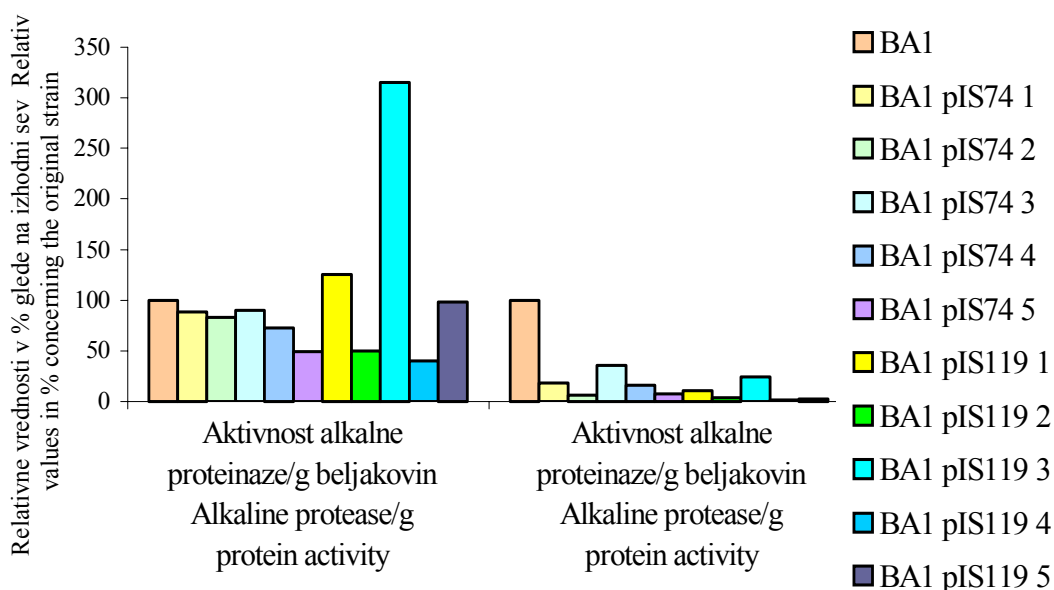 Relativne vrednosti v % glede na izhodni sev Relativ
values in % concerning the original strain
350
300
250
200
150
100
50
0
Aktivnost alkalne
proteinaze/g beljakovin
Alkaline protease/g
protein activity
Aktivnost alkalne
proteinaze/g beljakovin
Alkaline protease/g
protein activity
BA1
BA1 pIS74 1
BA1 pIS74 2
BA1 pIS74 3
BA1 pIS74 4
BA1 pIS74 5
BA1 pIS119 1
BA1 pIS119 2
BA1 pIS119 3
BA1 pIS119 4
BA1 pIS119 5